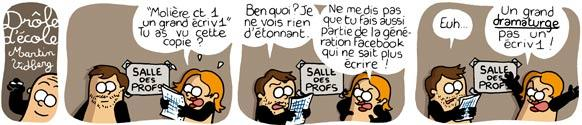 Drôle
d'école
Martin
Vidberg
"Molière ct 1
un grand écriv1"
Tu as vu cette
copie ?
SALLE
DES
PROFS
Ben quoi ? Je
ne vois rien
d'étonnant.
Ne me dis pas
que tu fais aussi
partie de la géné-
ration facebook
qui ne sait plus
écrire !
SALLE
DES
PROFS
Euh...
Un grand
dramaturge
pas un
écriv1 !
SALLE
DES
PROFS